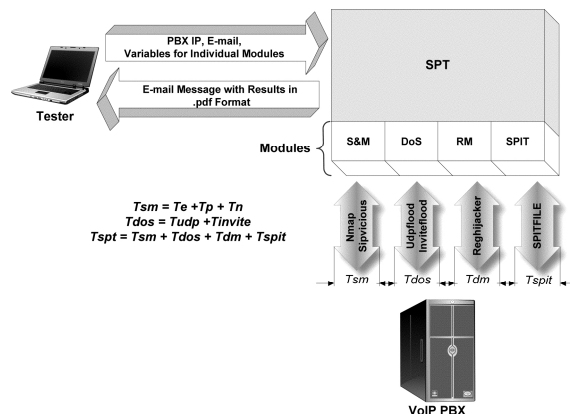 PBX IP, E-mail,
Variables for Individual Modules
E-mail Message with Results in
.pdf Format
Tester
SPT
Modules
S&M
DoS
RM
SPIT
Nmap
Sipvicious
Udpflood
Inviteflood
Reghijacker
SPITFILE
Tsm = Te +Tp + Tn
Tdos = Tudp +Tinvite
Tspt = Tsm + Tdos + Tdm + Tspit
Tsm
Tdos
Tdm
Tspit
VoIP PBX